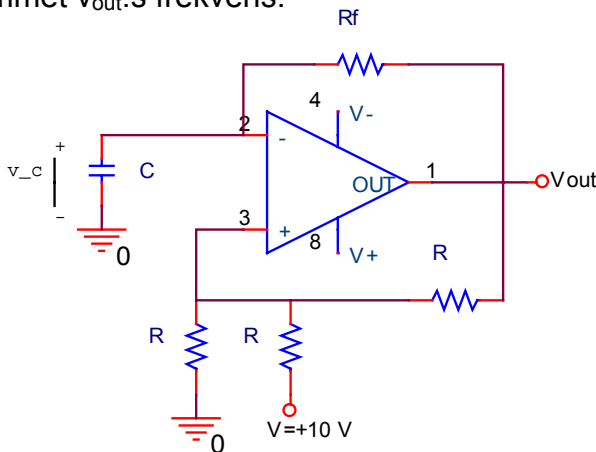 mmet vout:s frekvens.
Rf
4
V-
2
-
+
v_c
C
-
OUT
1
Vout
3
+
8
V+
0
R
R
R
V=+10 V
0